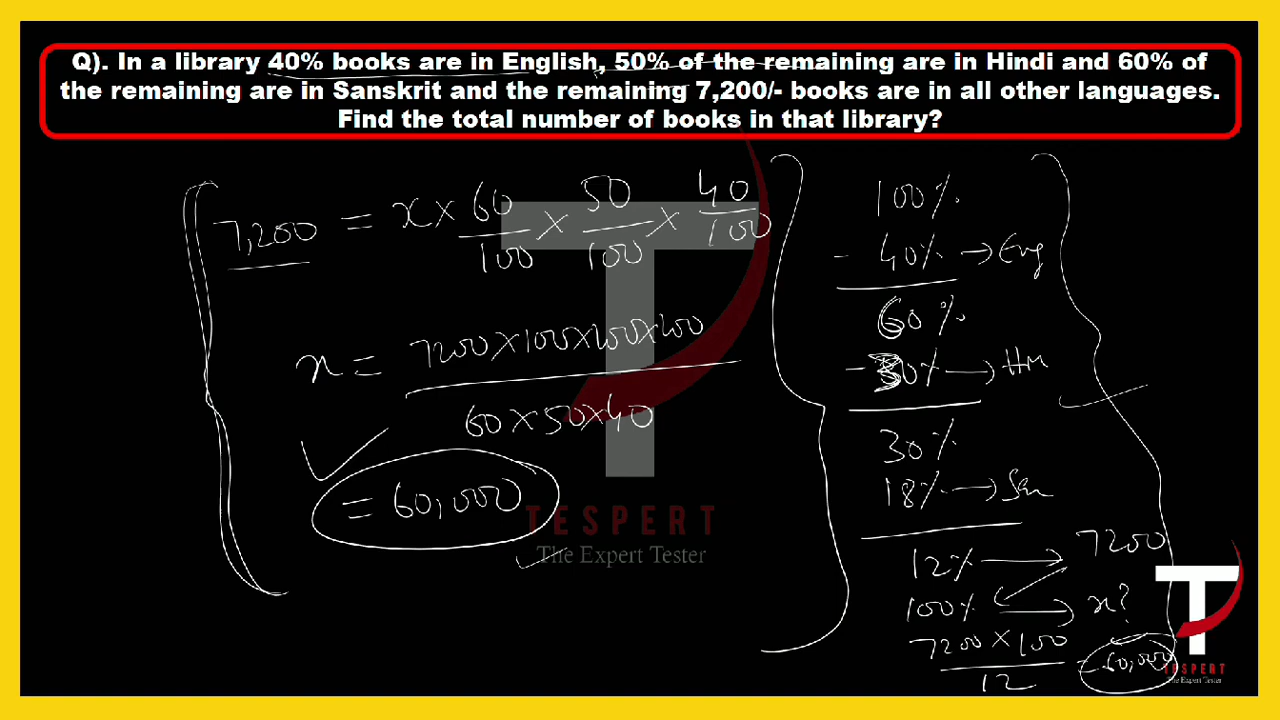 Q). In a library 40% books are in English, 50% of the remaining are in Hindi and 60% of
the remaining are in Sanskrit and the remaining 7,200/- books are in all other languages.
Find the total number of books in that library?
7,200 = x × 60/100 × 50/100 × 40/100
x = 7200×100×100×100 / 60×50×40
= 60,000
100%
- 40% → Eng
60%
- 30% → Hn
30%
18% → San
12% → 7200
100% → x?
7200 × 100 / 12 = 60,000
TESPERT
The Expert Tester
TESPERT
The Expert Tester